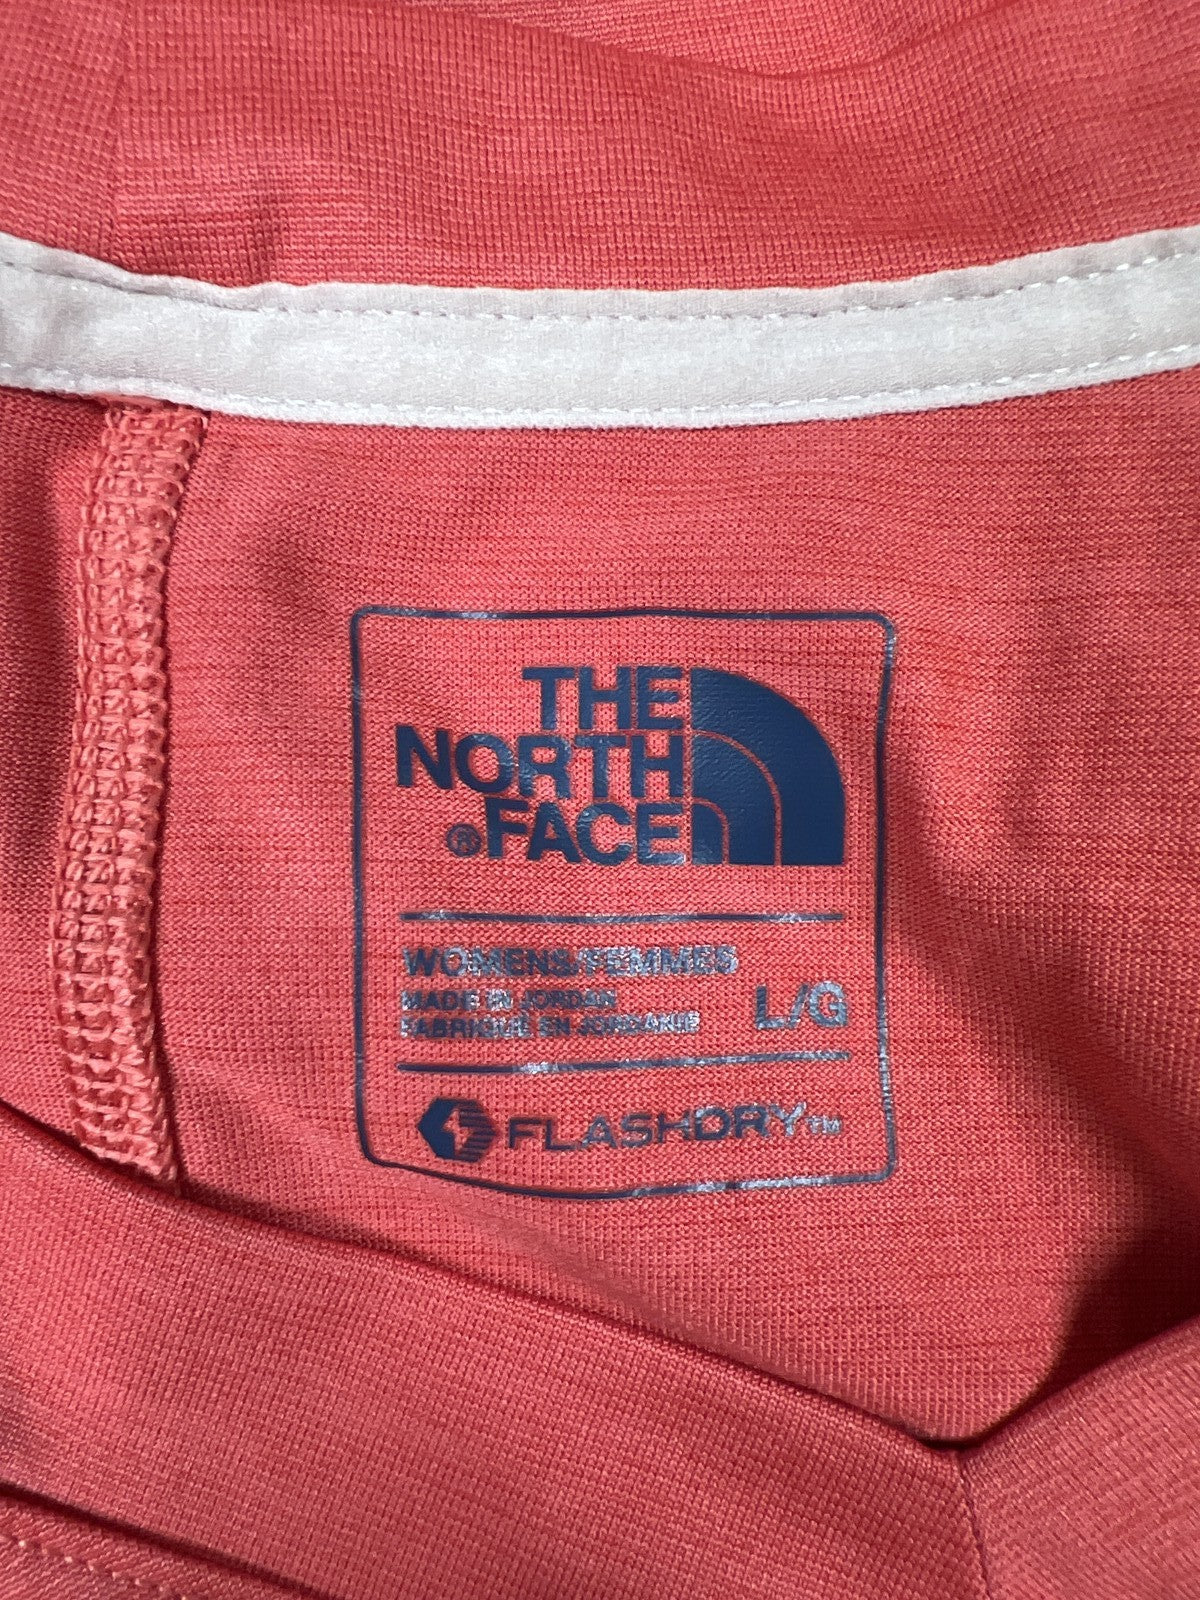 THE
NORTH
®FACE
WOMENS/FEMMES
MADE IN JORDAN
FABRIQUÉ EN JORDANIE
L/G
FLASHDRY™